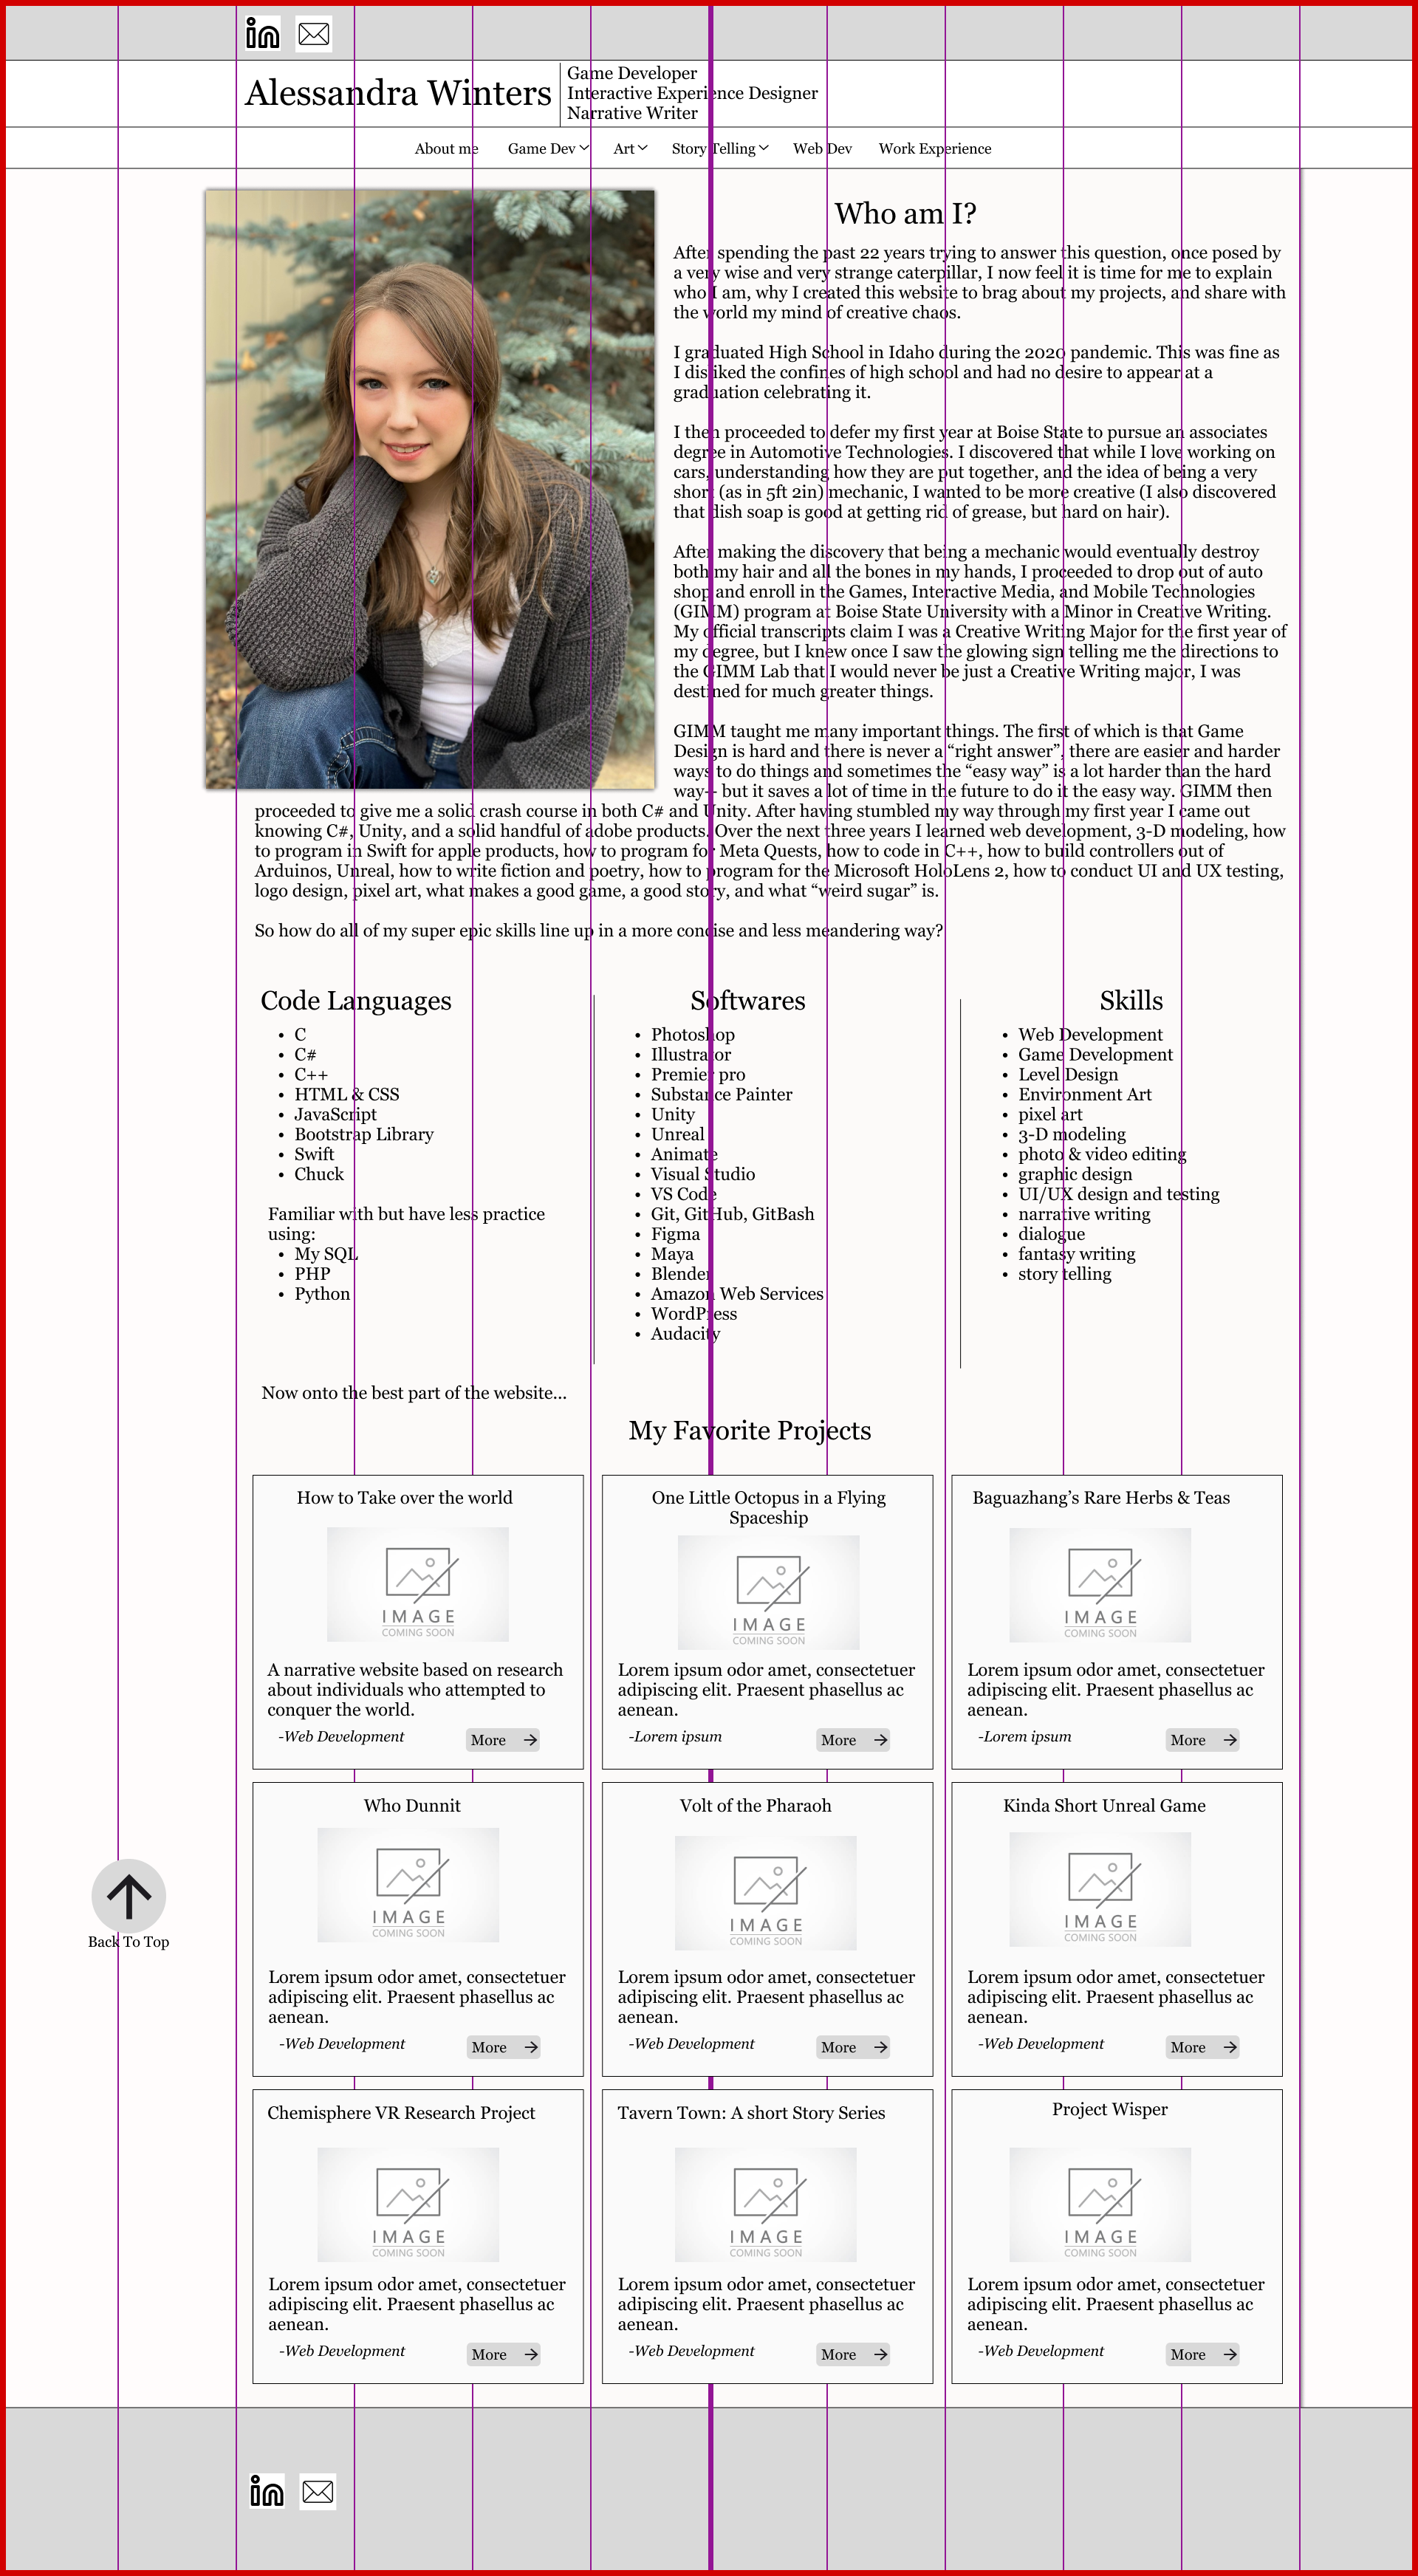 in
Alessandra Winters
Game Developer
Interactive Experience Designer
Narrative Writer
About me Game Dev Art Story Telling Web Dev Work Experience
Who am I?
After spending the past 22 years trying to answer this question, once posed by
a very wise and very strange caterpillar, I now feel it is time for me to explain
who I am, why I created this website to brag about my projects, and share with
the world my mind of creative chaos.
I graduated High School in Idaho during the 2020 pandemic. This was fine as
I disliked the confines of high school and had no desire to appear at a
graduation celebrating it.
I then proceeded to defer my first year at Boise State to pursue an associates
degree in Automotive Technologies. I discovered that while I love working on
cars, understanding how they are put together, and the idea of being a very
short (as in 5ft 2in) mechanic, I wanted to be more creative (I also discovered
that dish soap is good at getting rid of grease, but hard on hair).
After making the discovery that being a mechanic would eventually destroy
both my hair and all the bones in my hands, I proceeded to drop out of auto
shop and enroll in the Games, Interactive Media, and Mobile Technologies
(GIMM) program at Boise State University with a Minor in Creative Writing.
My official transcripts claim I was a Creative Writing Major for the first year of
my degree, but I knew once I saw the glowing sign telling me the directions to
the GIMM Lab that I would never be just a Creative Writing major, I was
destined for much greater things.
GIMM taught me many important things. The first of which is that Game
Design is hard and there is never a “right answer”, there are easier and harder
ways to do things and sometimes the “easy way” is a lot harder than the hard
way-- but it saves a lot of time in the future to do it the easy way. GIMM then
proceeded to give me a solid crash course in both C# and Unity. After having stumbled my way through my first year I came out
knowing C#, Unity, and a solid handful of adobe products. Over the next three years I learned web development, 3-D modeling, how
to program in Swift for apple products, how to program for Meta Quests, how to code in C++, how to build controllers out of
Arduinos, Unreal, how to write fiction and poetry, how to program for the Microsoft HoloLens 2, how to conduct UI and UX testing,
logo design, pixel art, what makes a good game, a good story, and what “weird sugar” is.
So how do all of my super epic skills line up in a more concise and less meandering way?
Code Languages
• C
• C#
• C++
• HTML & CSS
• JavaScript
• Bootstrap Library
• Swift
• Chuck
Familiar with but have less practice
using:
• My SQL
• PHP
• Python
Softwares
• Photoshop
• Illustrator
• Premier pro
• Substance Painter
• Unity
• Unreal
• Animate
• Visual Studio
• VS Code
• Git, GitHub, GitBash
• Figma
• Maya
• Blender
• Amazon Web Services
• WordPress
• Audacity
Skills
• Web Development
• Game Development
• Level Design
• Environment Art
• pixel art
• 3-D modeling
• photo & video editing
• graphic design
• UI/UX design and testing
• narrative writing
• dialogue
• fantasy writing
• story telling
Now onto the best part of the website...
My Favorite Projects
How to Take over the world
IMAGE
COMING SOON
A narrative website based on research
about individuals who attempted to
conquer the world.
-Web Development More
One Little Octopus in a Flying
Spaceship
IMAGE
COMING SOON
Lorem ipsum odor amet, consectetuer
adipiscing elit. Praesent phasellus ac
aenean.
-Lorem ipsum More
Baguazhang’s Rare Herbs & Teas
IMAGE
COMING SOON
Lorem ipsum odor amet, consectetuer
adipiscing elit. Praesent phasellus ac
aenean.
-Lorem ipsum More
Who Dunnit
IMAGE
COMING SOON
Lorem ipsum odor amet, consectetuer
adipiscing elit. Praesent phasellus ac
aenean.
-Web Development More
Volt of the Pharaoh
IMAGE
COMING SOON
Lorem ipsum odor amet, consectetuer
adipiscing elit. Praesent phasellus ac
aenean.
-Web Development More
Kinda Short Unreal Game
IMAGE
COMING SOON
Lorem ipsum odor amet, consectetuer
adipiscing elit. Praesent phasellus ac
aenean.
-Web Development More
Back To Top
Chemisphere VR Research Project
IMAGE
COMING SOON
Lorem ipsum odor amet, consectetuer
adipiscing elit. Praesent phasellus ac
aenean.
-Web Development More
Tavern Town: A short Story Series
IMAGE
COMING SOON
Lorem ipsum odor amet, consectetuer
adipiscing elit. Praesent phasellus ac
aenean.
-Web Development More
Project Wisper
IMAGE
COMING SOON
Lorem ipsum odor amet, consectetuer
adipiscing elit. Praesent phasellus ac
aenean.
-Web Development More
in